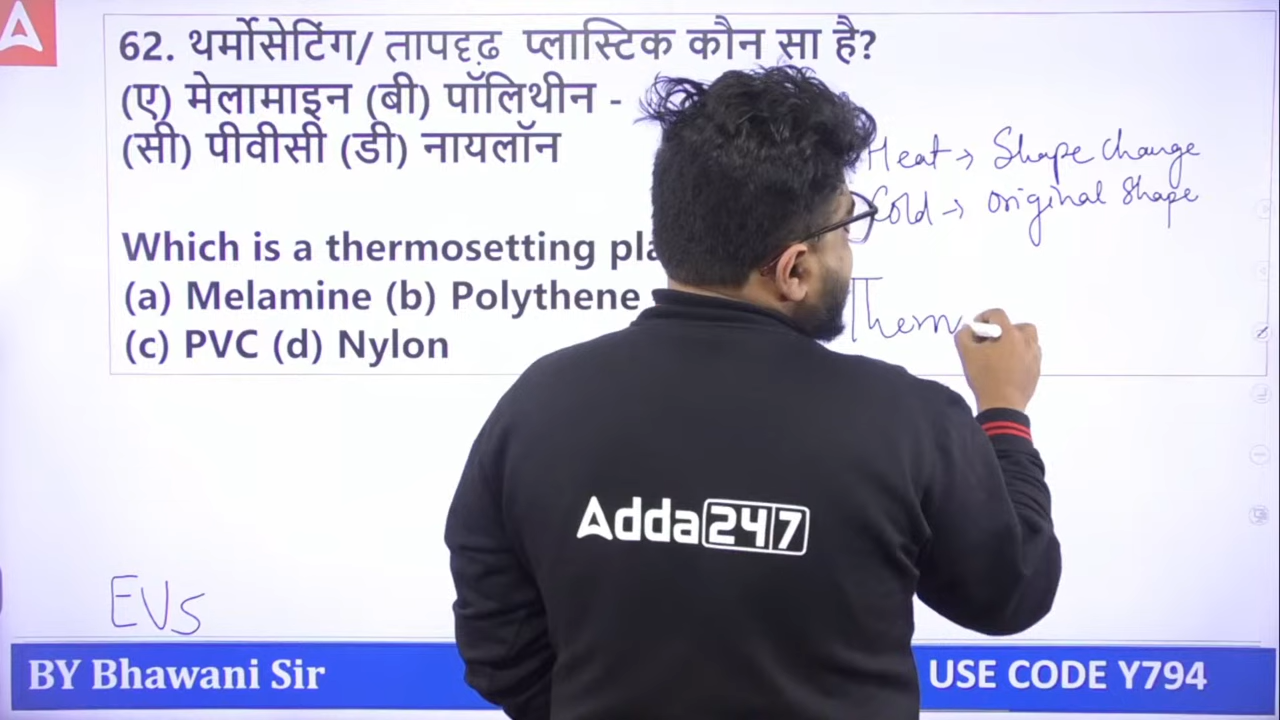 62. थर्मोसेटिंग/ तापदृढ़ प्लास्टिक कौन सा है?
(ए) मेलामाइन (बी) पॉलिथीन -
(सी) पीवीसी (डी) नायलॉन
Heat → Shape change
Cold → original shape
Which is a thermosetting pla
(a) Melamine (b) Polythene
(c) PVC (d) Nylon
Therm
Adda247
EVS
BY Bhawani Sir
USE CODE Y794